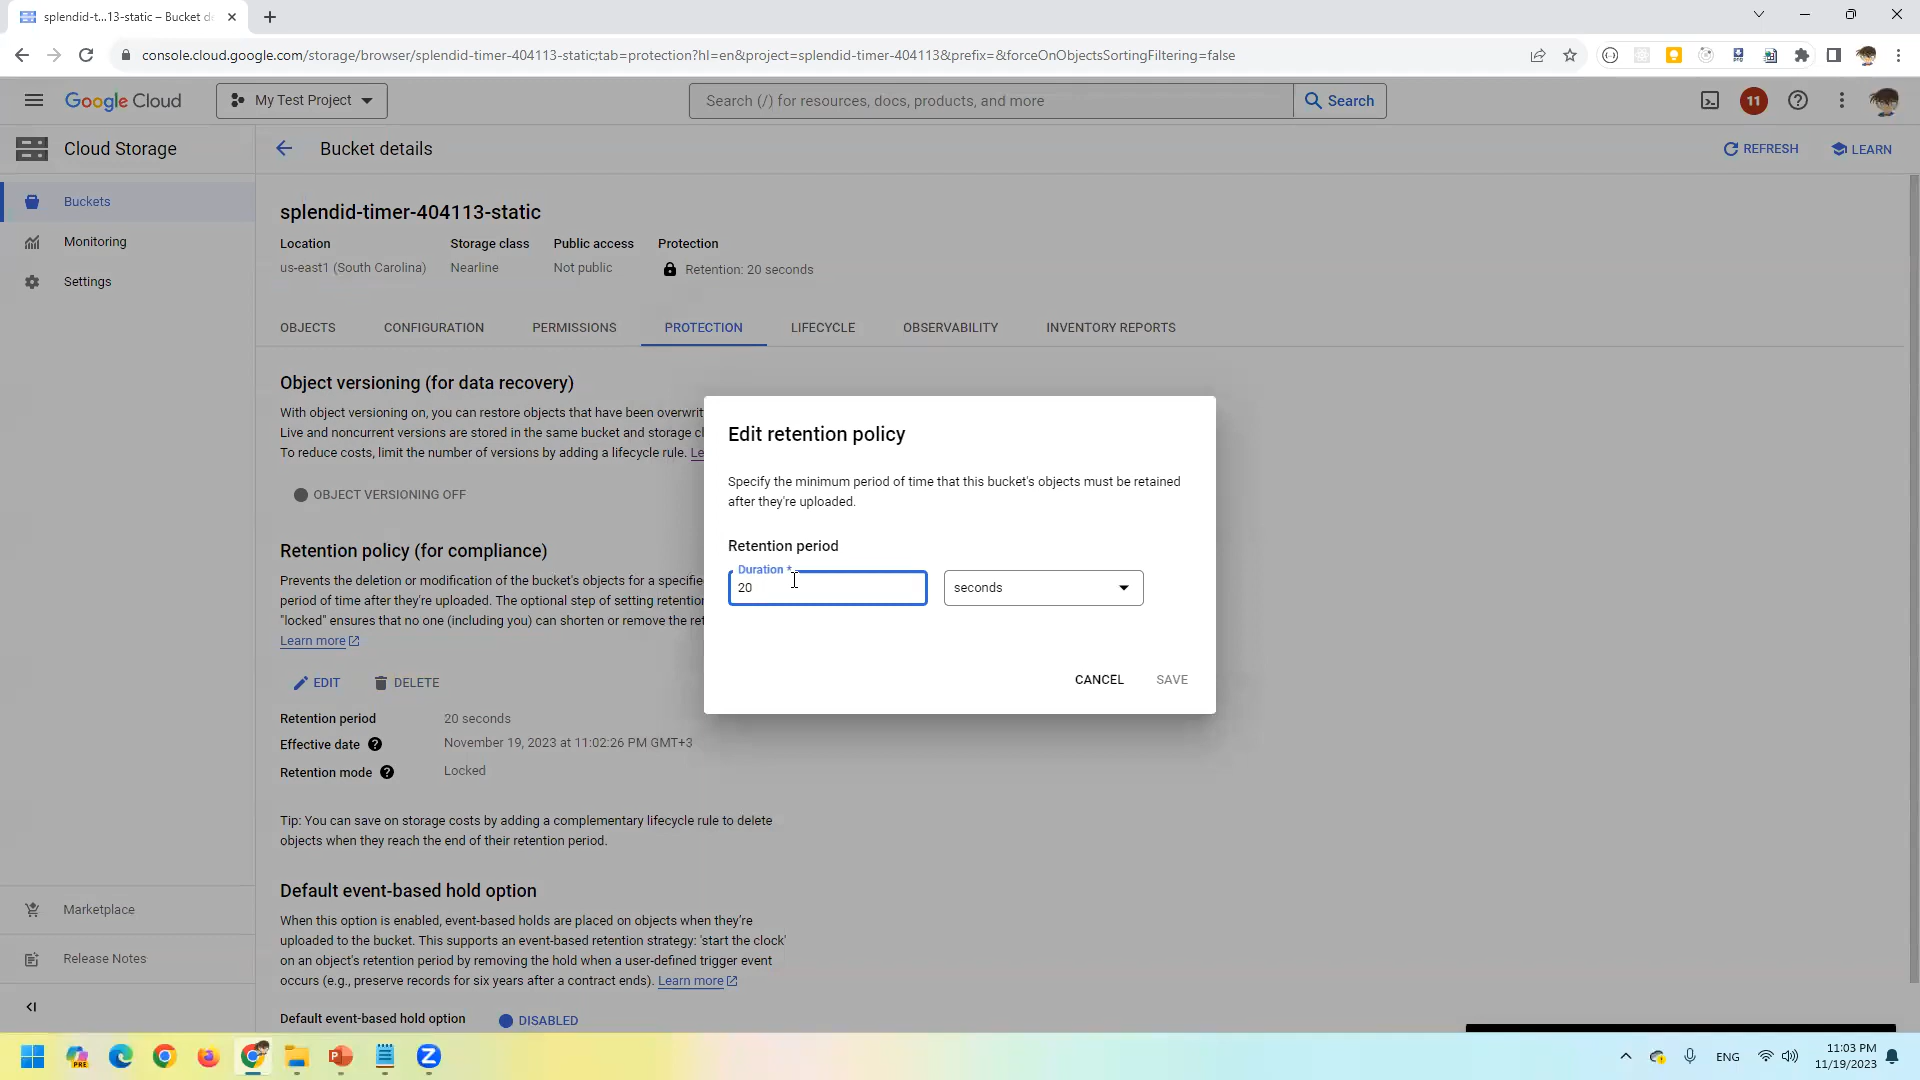 splendid-t...13-static – Bucket de
console.cloud.google.com/storage/browser/splendid-timer-404113-static;tab=protection?hl=en&project=splendid-timer-404113&prefix=&forceOnObjectsSortingFiltering=false
Google Cloud
My Test Project
Search (/) for resources, docs, products, and more
Search
11
Cloud Storage
Bucket details
REFRESH
LEARN
Buckets
Monitoring
Settings
Marketplace
Release Notes
splendid-timer-404113-static
Location
Storage class
Public access
Protection
us-east1 (South Carolina)
Nearline
Not public
Retention: 20 seconds
OBJECTS
CONFIGURATION
PERMISSIONS
PROTECTION
LIFECYCLE
OBSERVABILITY
INVENTORY REPORTS
Object versioning (for data recovery)
With object versioning on, you can restore objects that have been overwrit
Live and noncurrent versions are stored in the same bucket and storage cl
To reduce costs, limit the number of versions by adding a lifecycle rule. Le
OBJECT VERSIONING OFF
Retention policy (for compliance)
Prevents the deletion or modification of the bucket's objects for a specifie
period of time after they're uploaded. The optional step of setting retention
"locked" ensures that no one (including you) can shorten or remove the ret
Learn more
EDIT
DELETE
Retention period
20 seconds
Effective date
November 19, 2023 at 11:02:26 PM GMT+3
Retention mode
Locked
Tip: You can save on storage costs by adding a complementary lifecycle rule to delete
objects when they reach the end of their retention period.
Default event-based hold option
When this option is enabled, event-based holds are placed on objects when they're
uploaded to the bucket. This supports an event-based retention strategy: 'start the clock'
on an object's retention period by removing the hold when a user-defined trigger event
occurs (e.g., preserve records for six years after a contract ends). Learn more
Default event-based hold option
DISABLED
Edit retention policy
Specify the minimum period of time that this bucket's objects must be retained
after they're uploaded.
Retention period
Duration *
20
seconds
CANCEL
SAVE
PRE
ENG
11:03 PM
11/19/2023